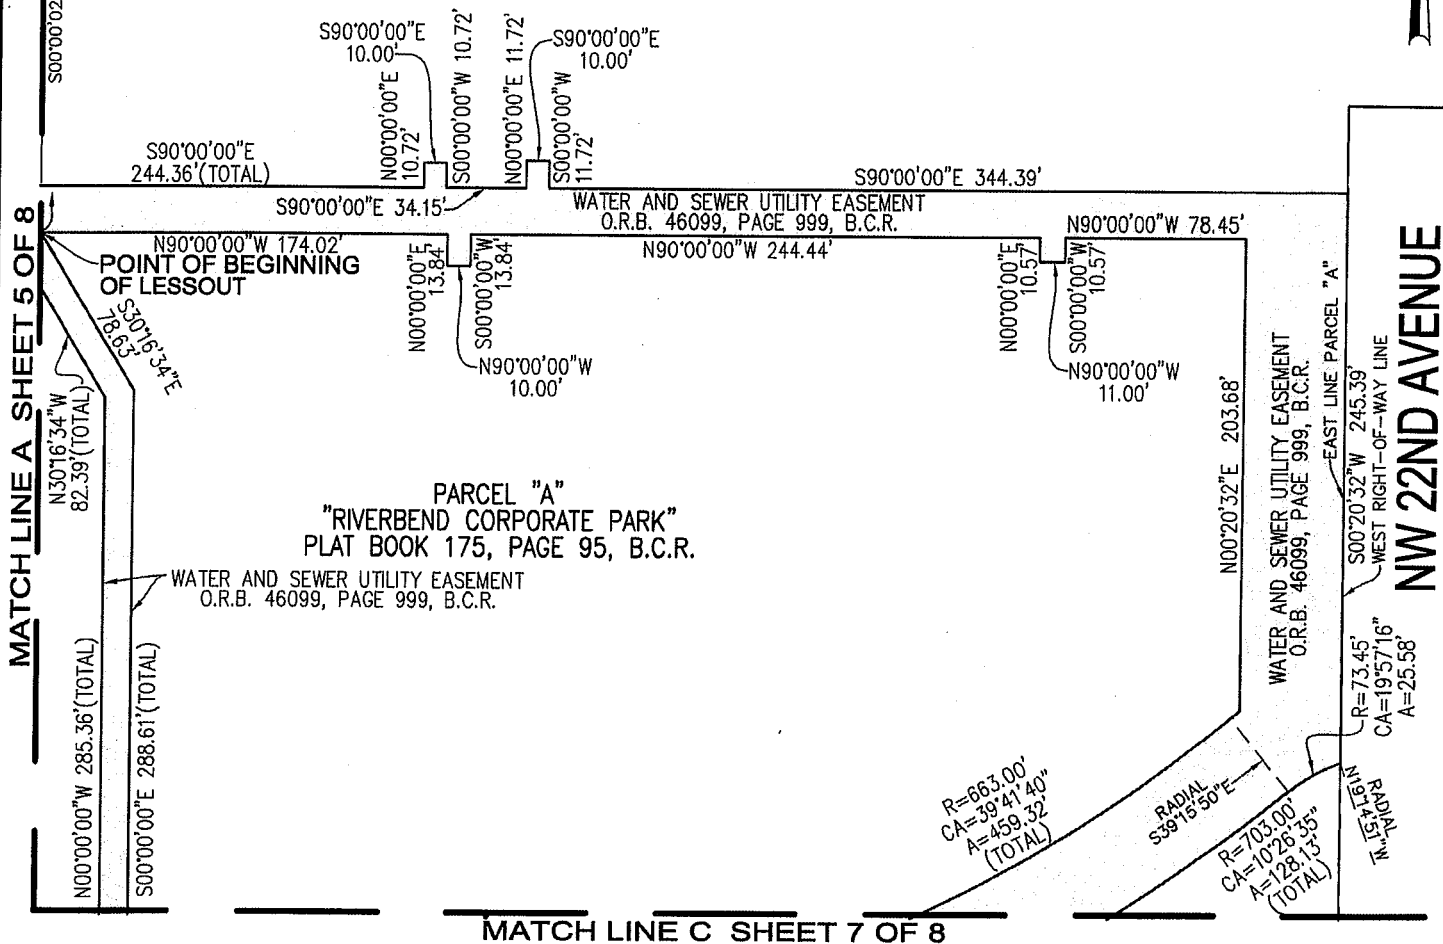 S00°00'02
S90°00'00"E
10.00'
N00°00'00"E
10.72'
S00°00'00"W 10.72'
N00°00'00"E 11.72'
S90°00'00"E
10.00'
S00°00'00"W
11.72'
S90°00'00"E
244.36'(TOTAL)
S90°00'00"E 34.15'
S90°00'00"E 344.39'
WATER AND SEWER UTILITY EASEMENT
O.R.B. 46099, PAGE 999, B.C.R.
N90°00'00"W 174.02'
N90°00'00"W 244.44'
N90°00'00"W 78.45'
POINT OF BEGINNING
OF LESSOUT
N00°00'00"E
13.84'
S00°00'00"W
13.84'
N90°00'00"W
10.00'
N00°00'00"E
10.57'
S00°00'00"W
10.57'
N90°00'00"W
11.00'
MATCH LINE A SHEET 5 OF 8
S30°16'34"E
78.63'
N30°16'34"W
82.39'(TOTAL)
PARCEL "A"
"RIVERBEND CORPORATE PARK"
PLAT BOOK 175, PAGE 95, B.C.R.
WATER AND SEWER UTILITY EASEMENT
O.R.B. 46099, PAGE 999, B.C.R.
N00°00'00"W 285.36'(TOTAL)
S00°00'00"E 288.61'(TOTAL)
N00°20'32"E 203.68'
WATER AND SEWER UTILITY EASEMENT
O.R.B. 46099, PAGE 999, B.C.R.
EAST LINE PARCEL "A"
S00°20'32"W 245.39'
WEST RIGHT-OF-WAY LINE
NW 22ND AVENUE
R=73.45'
CA=19°57'16"
A=25.58'
RADIAL
N19°14'51"W
R=663.00'
CA=39°41'40"
A=459.32'
(TOTAL)
RADIAL
S39°15'50"E
R=703.00'
CA=10°26'35"
A=128.13'
(TOTAL)
MATCH LINE C SHEET 7 OF 8